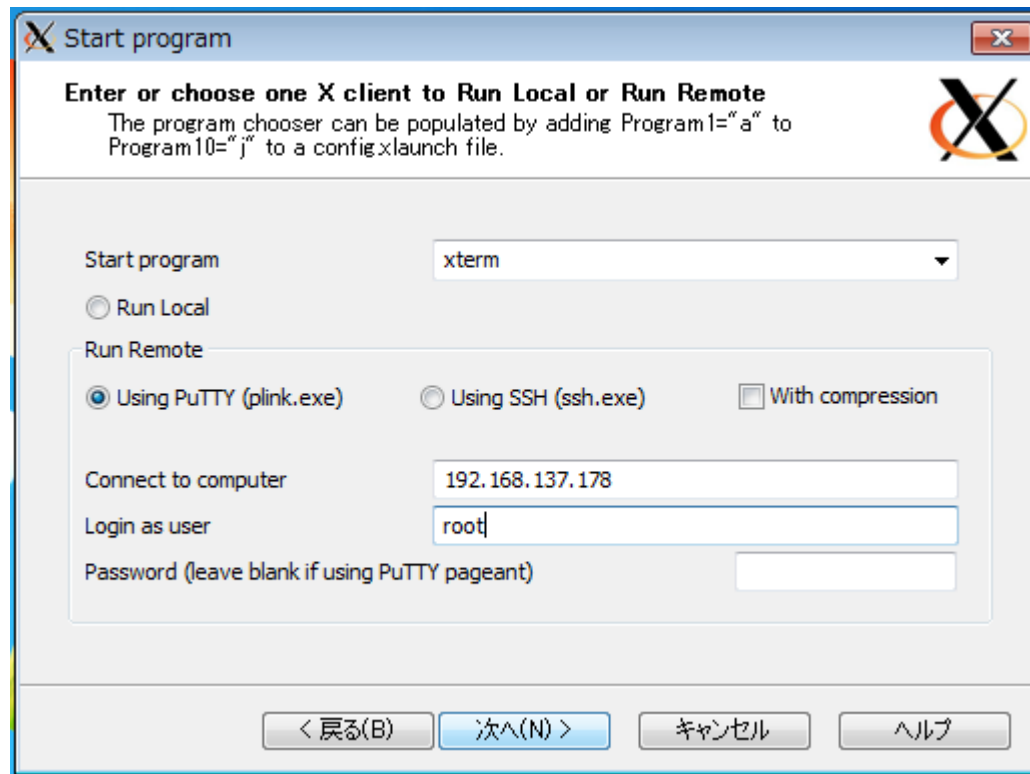 Start program
Enter or choose one X client to Run Local or Run Remote
The program chooser can be populated by adding Program1="a" to
Program10="j" to a config.xlaunch file.
Start program xterm
Run Local
Run Remote
Using PuTTY (plink.exe) Using SSH (ssh.exe) With compression
Connect to computer 192.168.137.178
Login as user root
Password (leave blank if using PuTTY pageant)
< 戻る(B) 次へ(N) > キャンセル ヘルプ